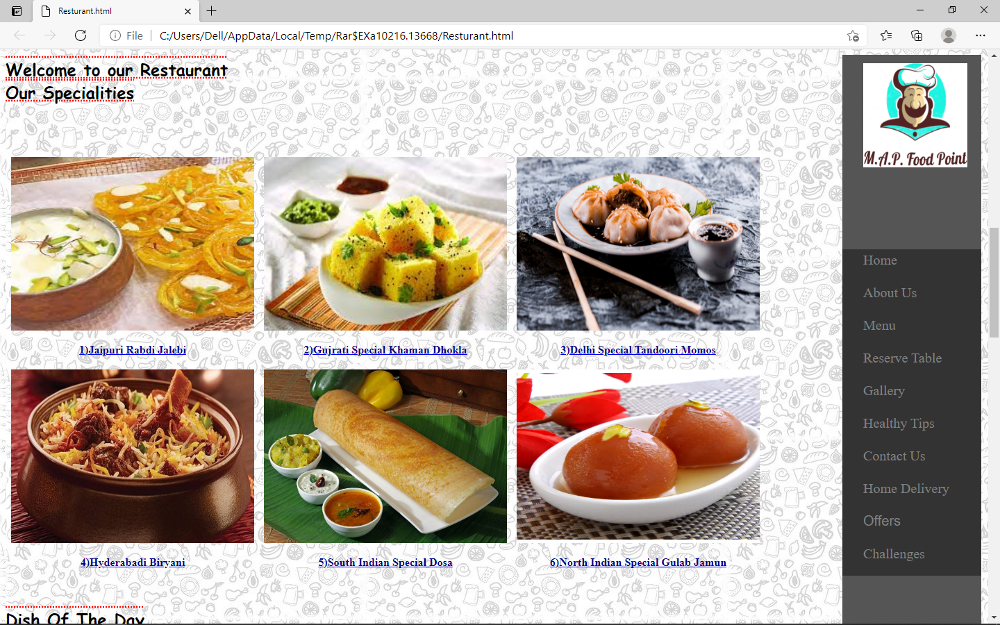 Resturant.html
File
C:/Users/Dell/AppData/Local/Temp/Rar$EXa10216.13668/Resturant.html
Welcome to our Restaurant
Our Specialities
M.A.P. Food Point
1)Jaipuri Rabdi Jalebi
2)Gujrati Special Khaman Dhokla
3)Delhi Special Tandoori Momos
4)Hyderabadi Biryani
5)South Indian Special Dosa
6)North Indian Special Gulab Jamun
Dish Of The Day
Home
About Us
Menu
Reserve Table
Gallery
Healthy Tips
Contact Us
Home Delivery
Offers
Challenges